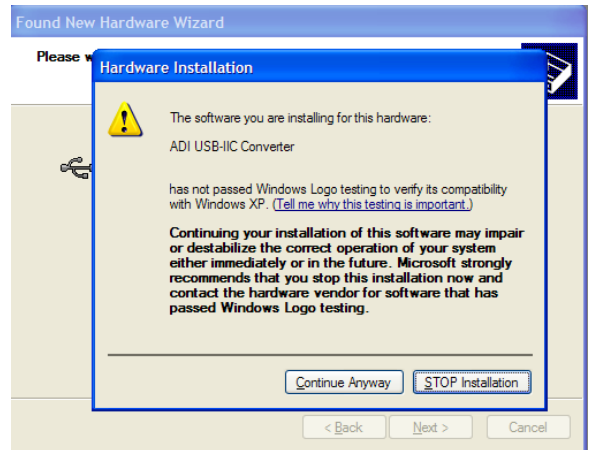 Found New Hardware Wizard
Please w
Hardware Installation
The software you are installing for this hardware:
ADI USB-IIC Converter
has not passed Windows Logo testing to verify its compatibility
with Windows XP. (Tell me why this testing is important.)
Continuing your installation of this software may impair
or destabilize the correct operation of your system
either immediately or in the future. Microsoft strongly
recommends that you stop this installation now and
contact the hardware vendor for software that has
passed Windows Logo testing.
Continue Anyway STOP Installation
< Back Next > Cancel